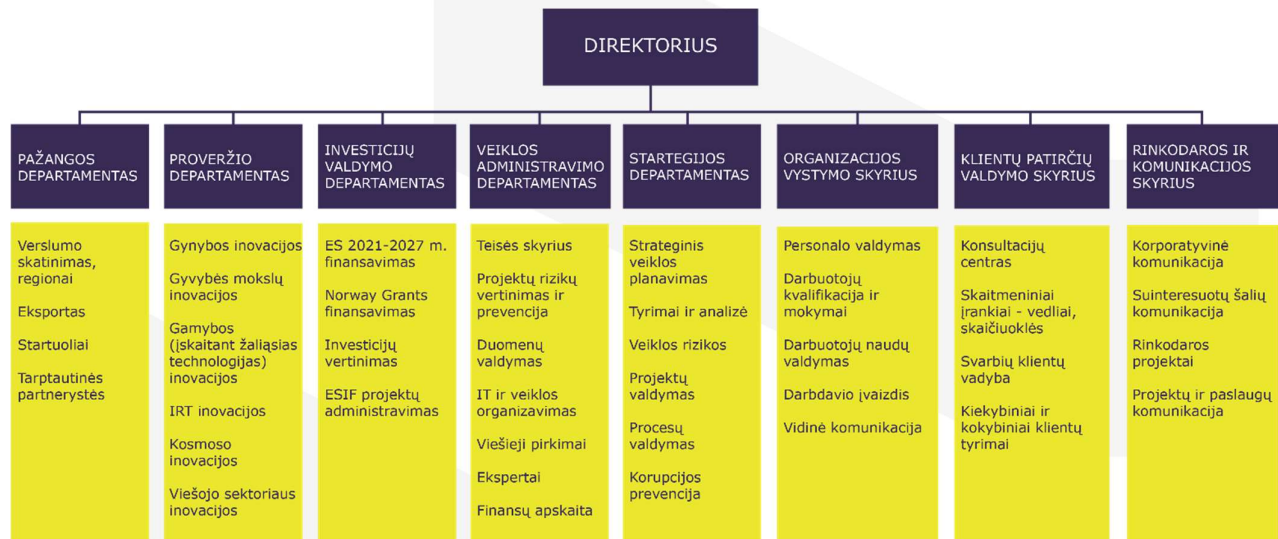 DIREKTORIUS
PAŽANGOS
DEPARTAMENTAS
Verslumo
skatinimas,
regionai
Eksportas
Startuoliai
Tarptautinės
partnerystės
PROVERŽIO
DEPARTAMENTAS
Gynybos inovacijos
Gyvybės mokslų
inovacijos
Gamybos
(įskaitant žaliąsias
technologijas)
inovacijos
IRT inovacijos
Kosmoso
inovacijos
Viešojo sektoriaus
inovacijos
INVESTICIJŲ
VALDYMO
DEPARTAMENTAS
ES 2021-2027 m.
finansavimas
Norway Grants
finansavimas
Investicijų
vertinimas
ESIF projektų
administravimas
VEIKLOS
ADMINISTRAVIMO
DEPARTAMENTAS
Teisės skyrius
Projektų rizikų
vertinimas ir
prevencija
Duomenų
valdymas
IT ir veiklos
organizavimas
Viešieji pirkimai
Ekspertai
Finansų apskaita
STARTEGIJOS
DEPARTAMENTAS
Strateginis
veiklos
planavimas
Tyrimai ir analizė
Veiklos rizikos
Projektų
valdymas
Procesų
valdymas
Korupcijos
prevencija
ORGANIZACIJOS
VYSTYMO SKYRIUS
Personalo valdymas
Darbuotojų
kvalifikacija ir
mokymai
Darbuotojų naudų
valdymas
Darbdavio įvaizdis
Vidinė komunikacija
KLIENTŲ PATIRČIŲ
VALDYMO SKYRIUS
Konsultacijų
centras
Skaitmeniniai
įrankiai - vedliai,
skaičiuoklės
Svarbių klientų
vadyba
Kiekybiniai ir
kokybiniai klientų
tyrimai
RINKODAROS IR
KOMUNIKACIJOS
SKYRIUS
Korporatyvinė
komunikacija
Suinteresuotų šalių
komunikacija
Rinkodaros
projektai
Projektų ir paslaugų
komunikacija